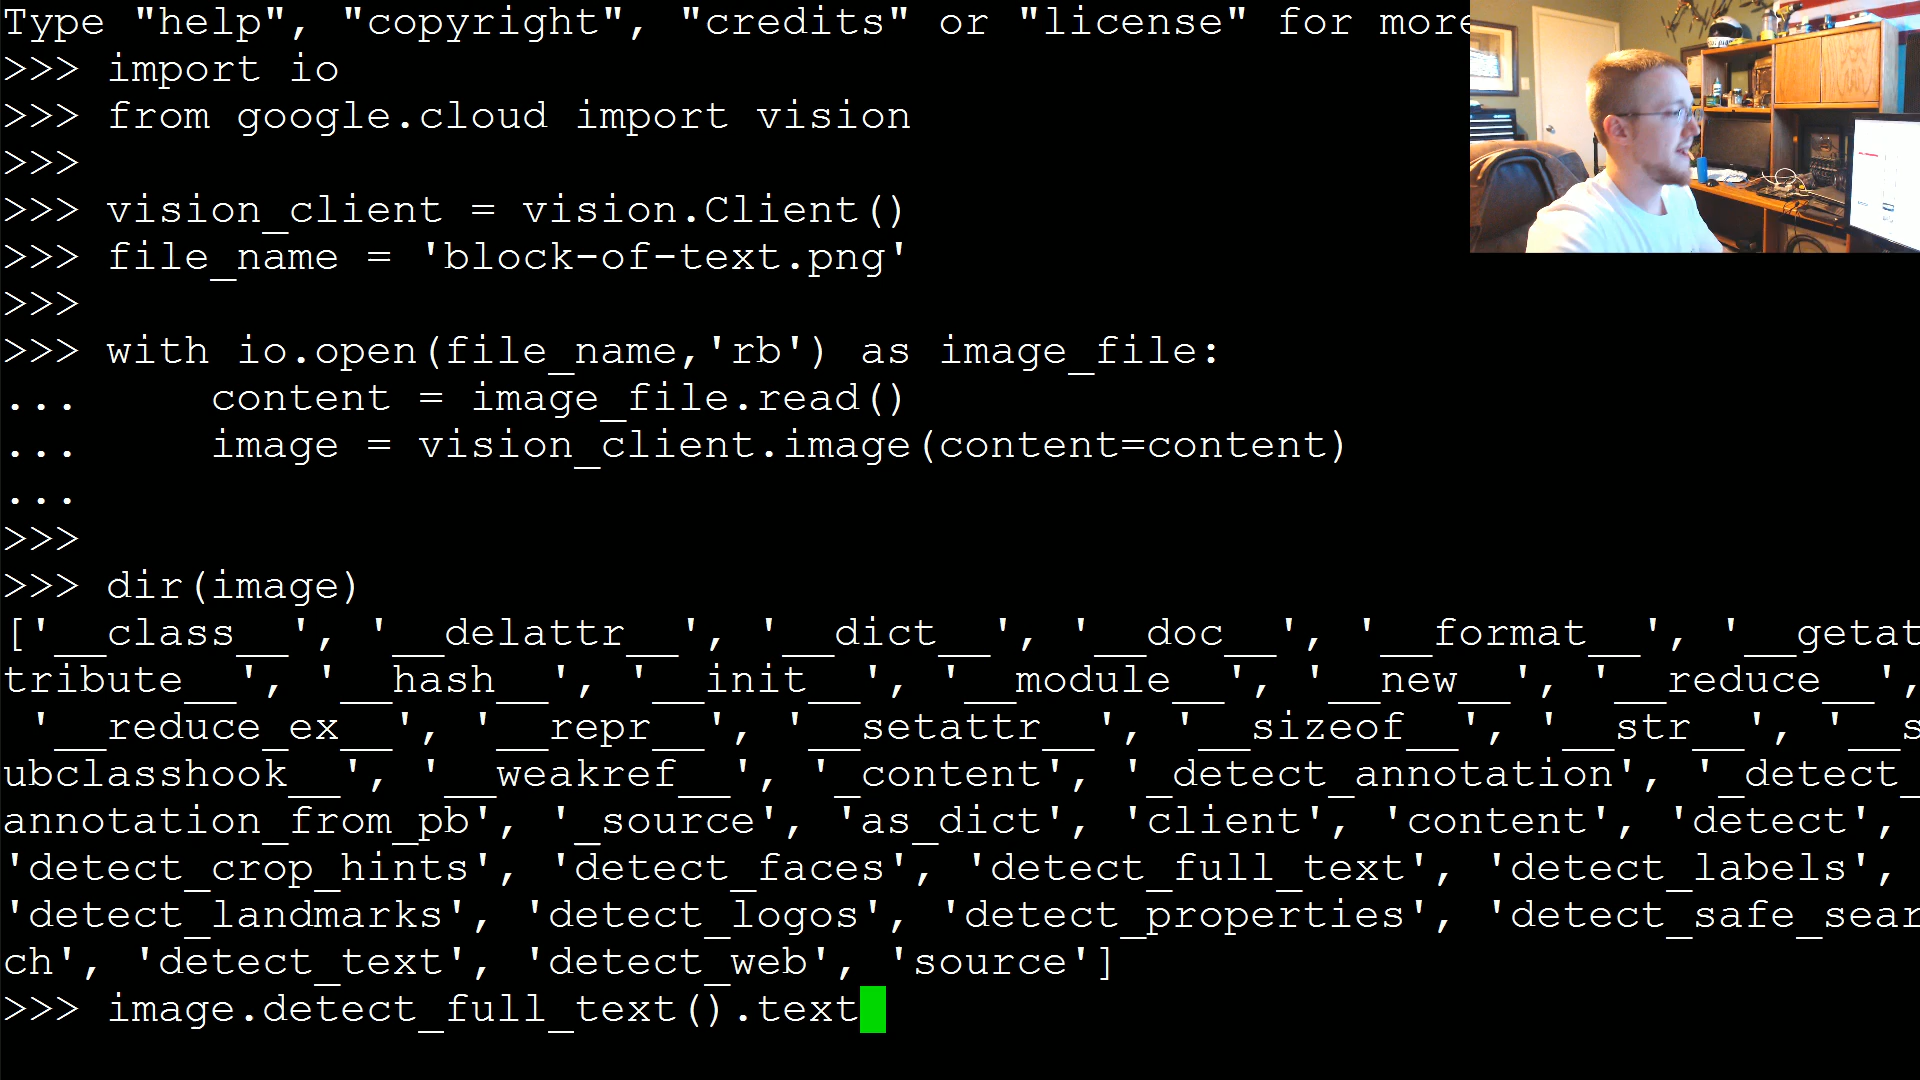 Type "help", "copyright", "credits" or "license" for more
>>> import io
>>> from google.cloud import vision
>>>
>>> vision_client = vision.Client()
>>> file_name = 'block-of-text.png'
>>>
>>> with io.open(file_name,'rb') as image_file:
...     content = image_file.read()
...     image = vision_client.image(content=content)
...
>>>
>>> dir(image)
['__class__', '__delattr__', '__dict__', '__doc__', '__format__', '__getat
tribute__', '__hash__', '__init__', '__module__', '__new__', '__reduce__',
 '__reduce_ex__', '__repr__', '__setattr__', '__sizeof__', '__str__', '__s
ubclasshook__', '__weakref__', '_content', '_detect_annotation', '_detect_
annotation_from_pb', '_source', 'as_dict', 'client', 'content', 'detect',
'detect_crop_hints', 'detect_faces', 'detect_full_text', 'detect_labels',
'detect_landmarks', 'detect_logos', 'detect_properties', 'detect_safe_sear
ch', 'detect_text', 'detect_web', 'source']
>>> image.detect_full_text().text